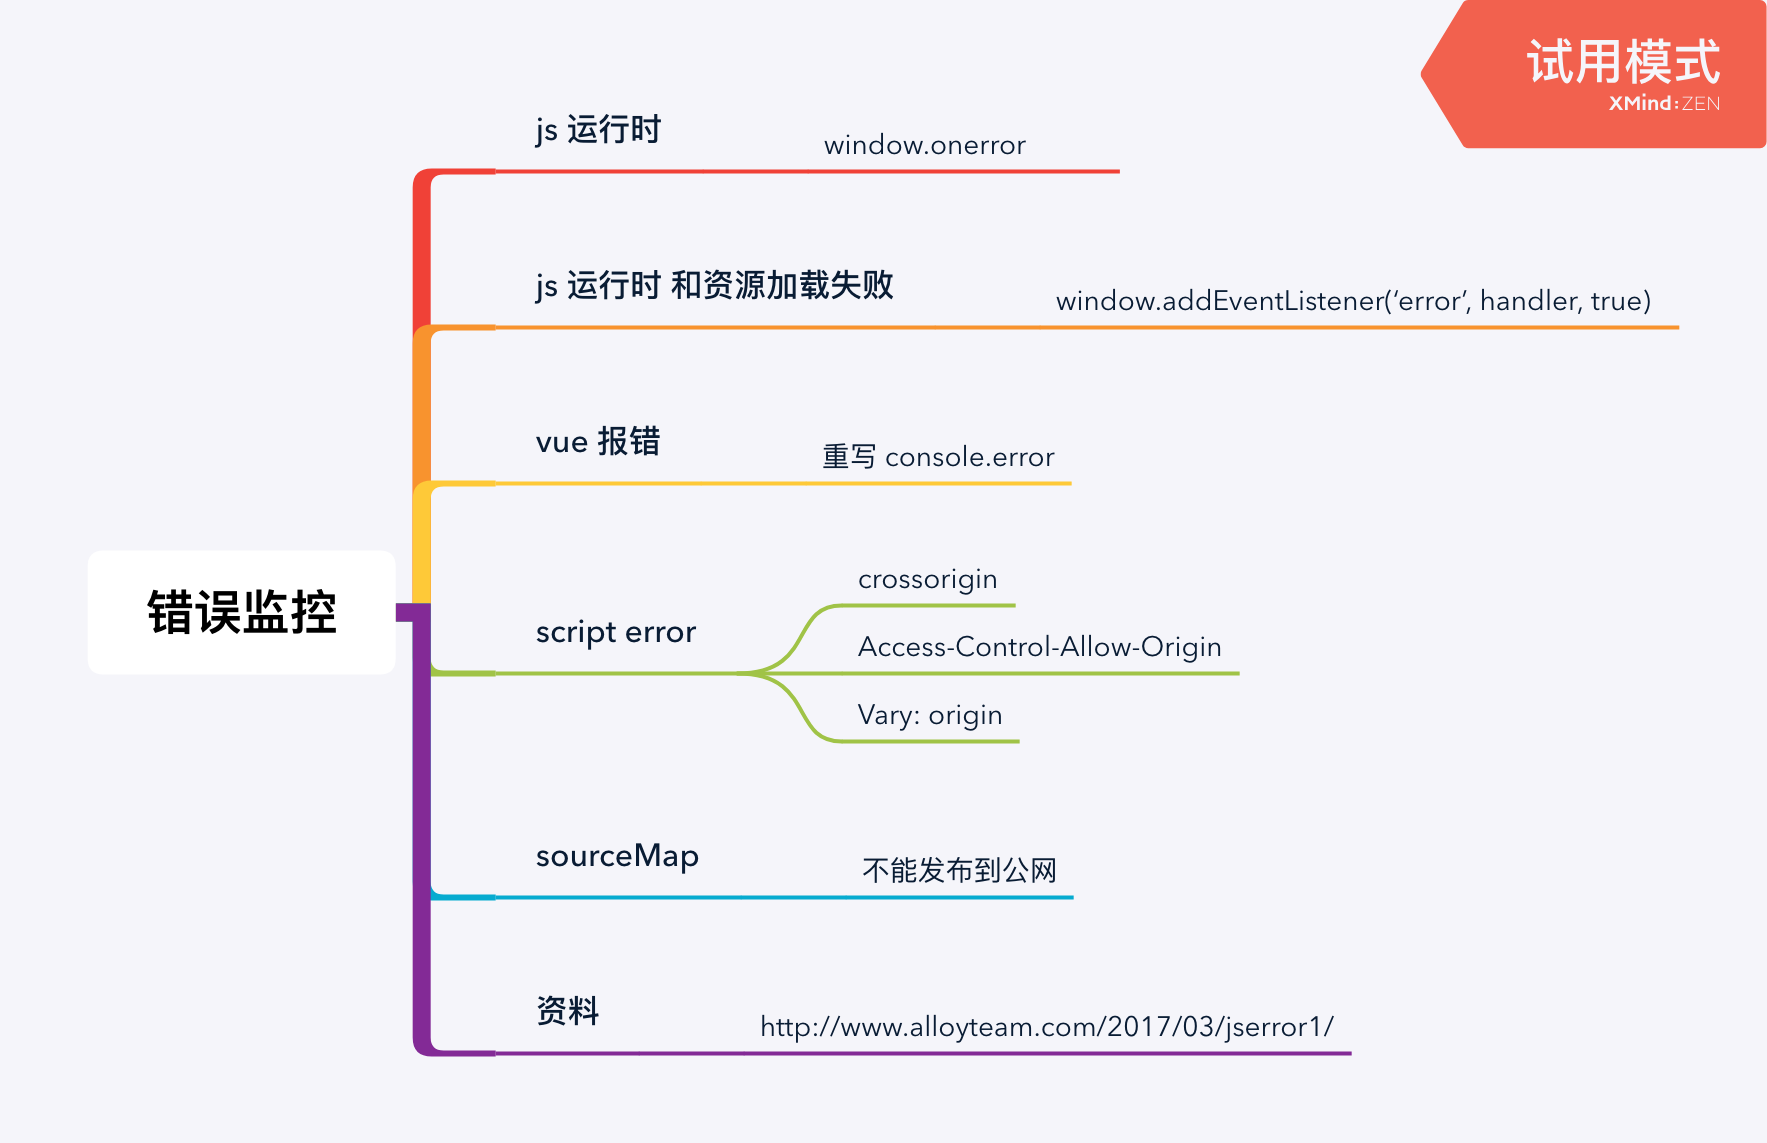 试用模式
XMind:ZEN
js 运行时
window.onerror
js 运行时 和资源加载失败
window.addEventListener(‘error’, handler, true)
vue 报错
重写 console.error
错误监控
script error
crossorigin
Access-Control-Allow-Origin
Vary: origin
sourceMap
不能发布到公网
资料
http://www.alloyteam.com/2017/03/jserror1/